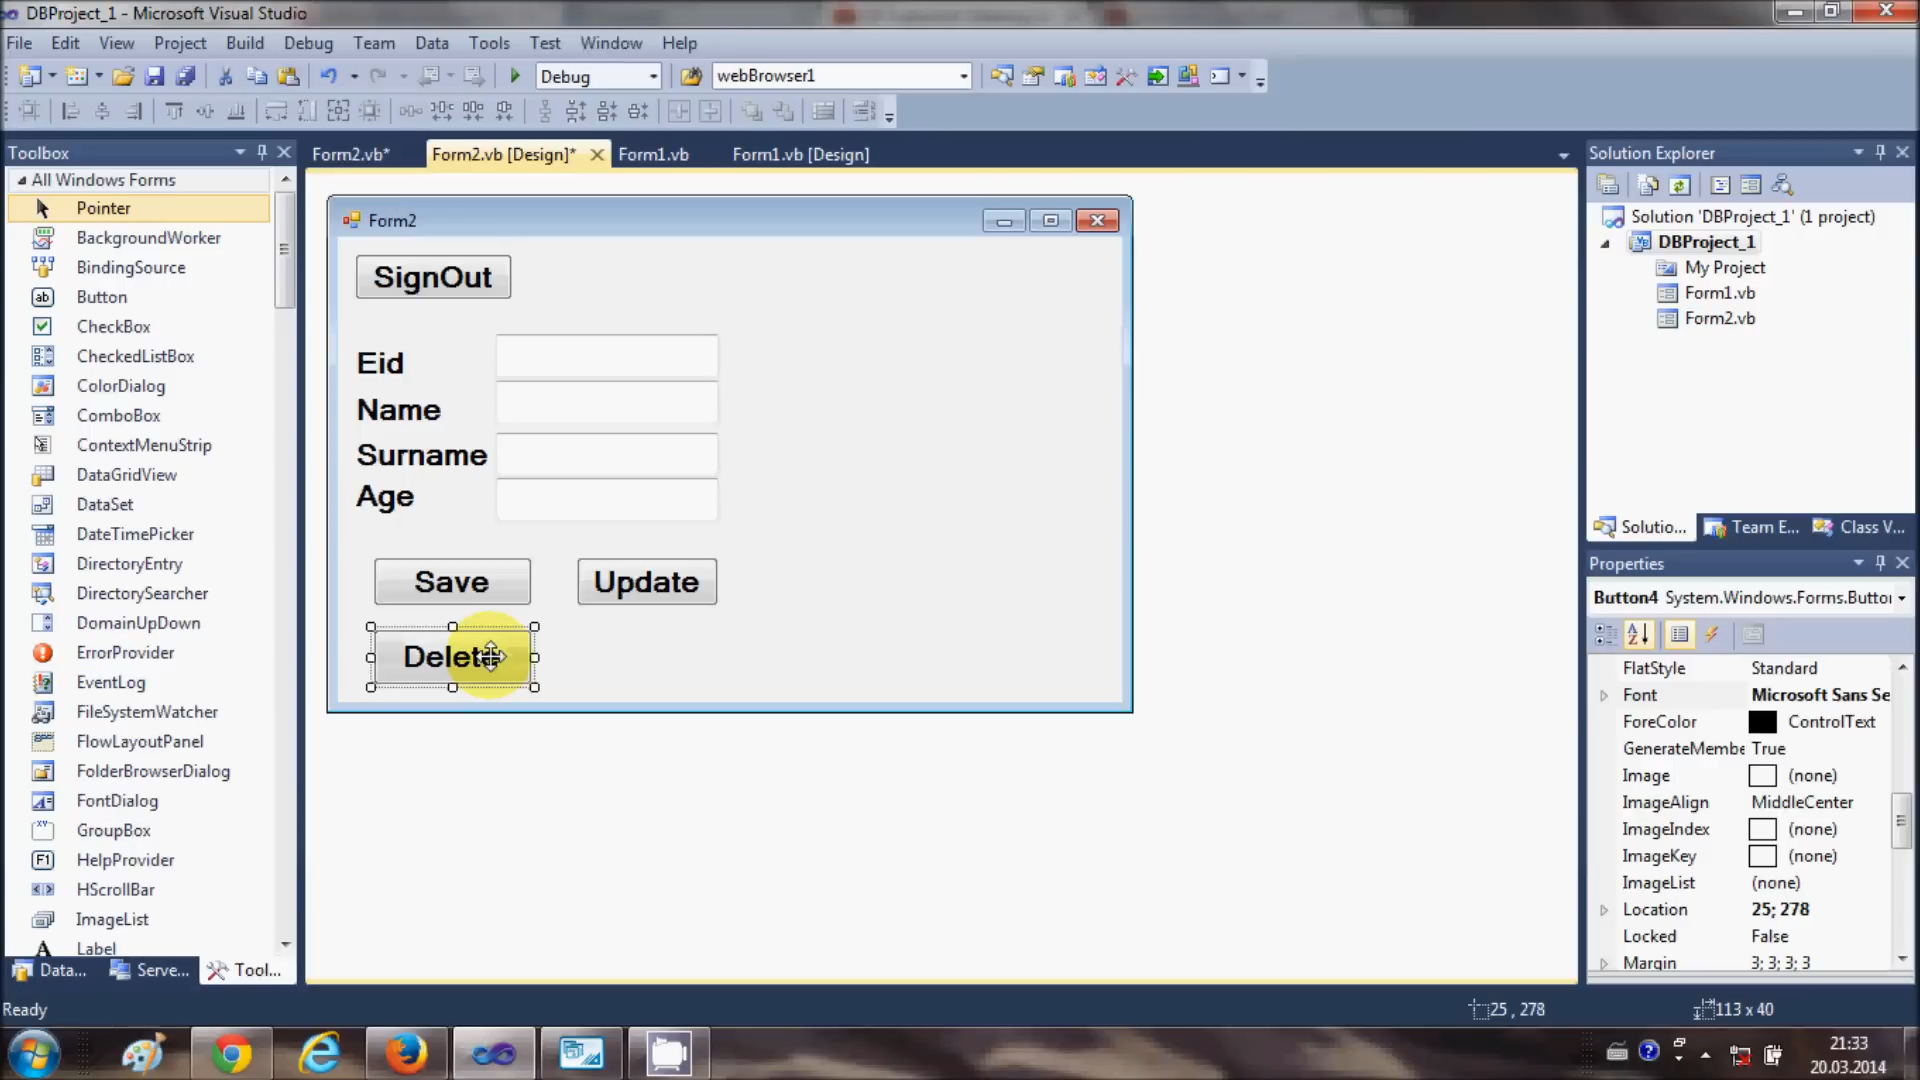 DBProject_1 - Microsoft Visual Studio
File Edit View Project Build Debug Team Data Tools Test Window Help
Debug webBrowser1
Toolbox
All Windows Forms
Pointer
BackgroundWorker
BindingSource
Button
CheckBox
CheckedListBox
ColorDialog
ComboBox
ContextMenuStrip
DataGridView
DataSet
DateTimePicker
DirectoryEntry
DirectorySearcher
DomainUpDown
ErrorProvider
EventLog
FileSystemWatcher
FlowLayoutPanel
FolderBrowserDialog
FontDialog
GroupBox
HelpProvider
HScrollBar
ImageList
Label
Data... Serve... Tool...
Form2.vb* Form2.vb [Design]* Form1.vb Form1.vb [Design]
Form2
SignOut
Eid
Name
Surname
Age
Save Update
Delete
Solution Explorer
Solution 'DBProject_1' (1 project)
DBProject_1
My Project
Form1.vb
Form2.vb
Solutio... Team E... Class V...
Properties
Button4 System.Windows.Forms.Button
FlatStyle Standard
Font Microsoft Sans Se
ForeColor ControlText
GenerateMembe True
Image (none)
ImageAlign MiddleCenter
ImageIndex (none)
ImageKey (none)
ImageList (none)
Location 25; 278
Locked False
Margin 3; 3; 3; 3
Ready 25 , 278 113 x 40
21:33
20.03.2014